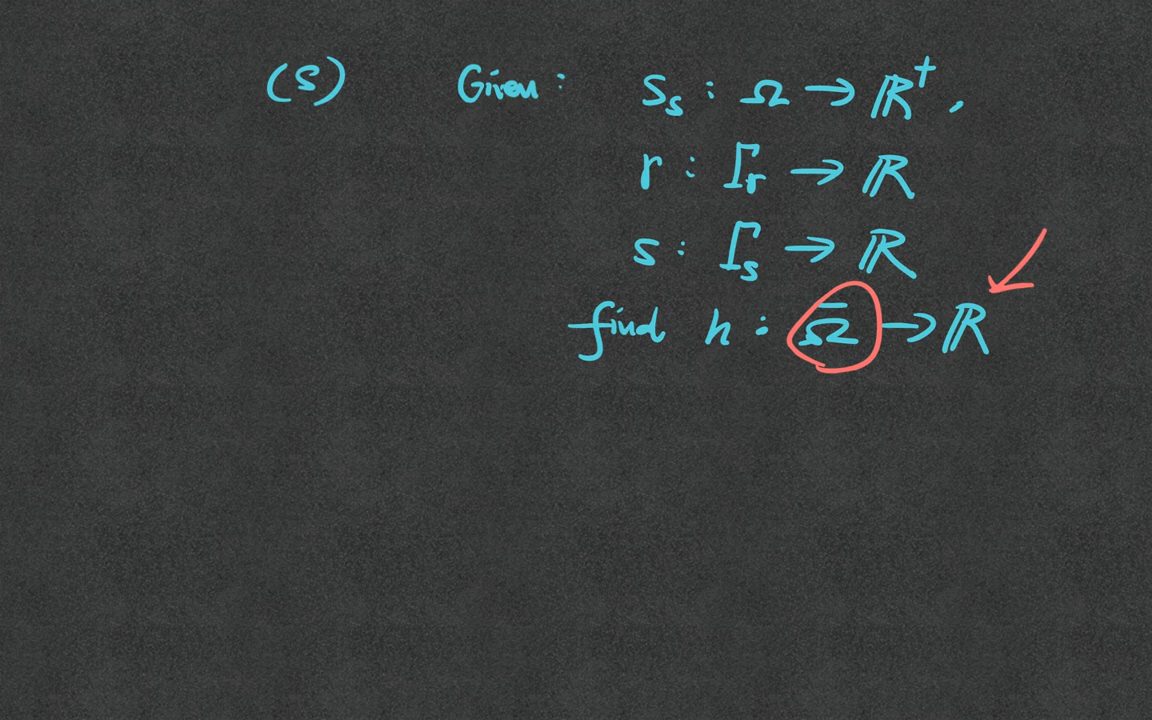 (S) Given: S_s : Ω → ℝ⁺,
r : Γ_r → ℝ
s : Γ_s → ℝ
find h : Ω̄ → ℝ